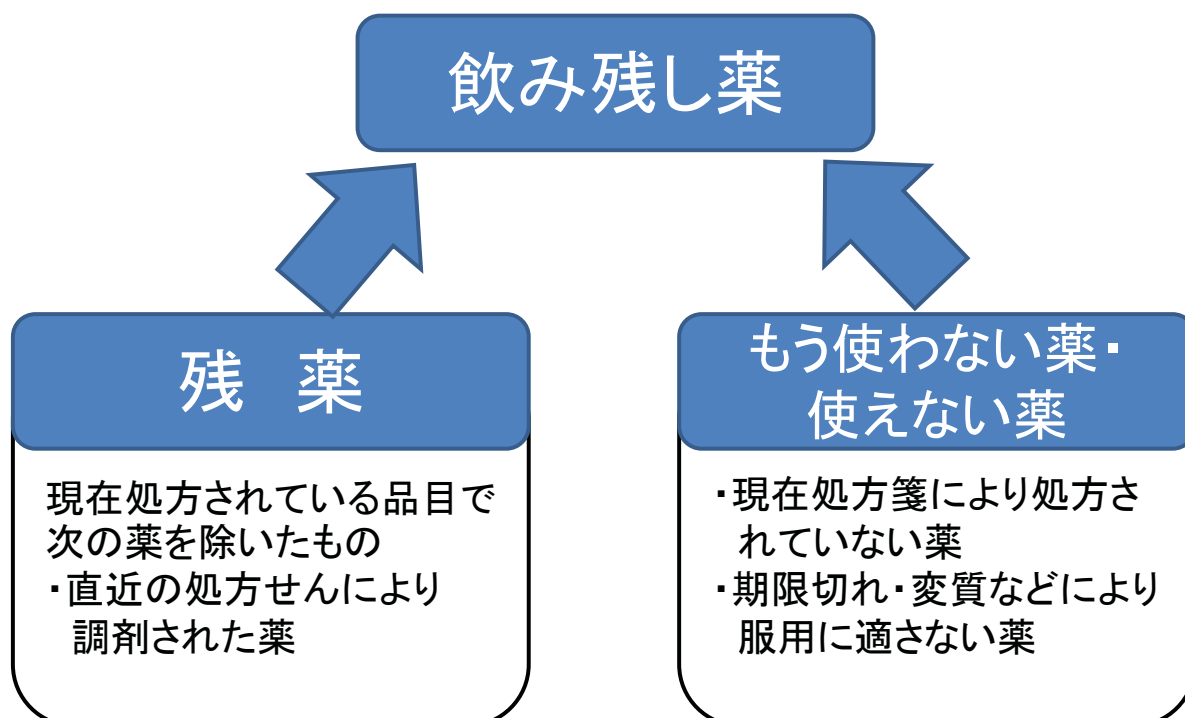 飲み残し薬
残　薬
現在処方されている品目で
次の薬を除いたもの
・直近の処方せんにより
調剤された薬
もう使わない薬・
使えない薬
・現在処方箋により処方さ
れていない薬
・期限切れ・変質などにより
服用に適さない薬